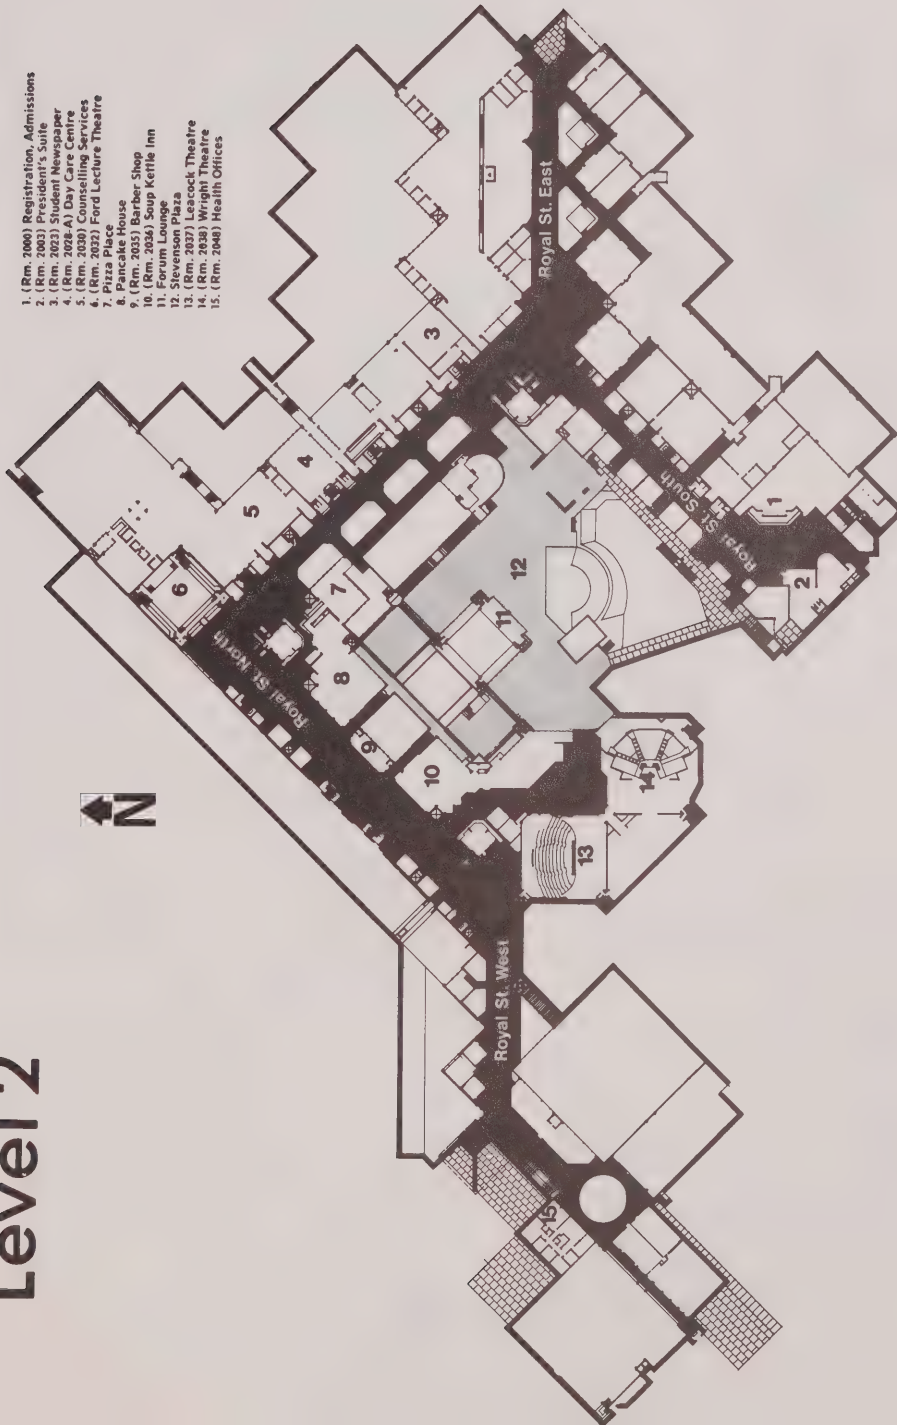 Level 2
N
1. (Rm. 2000) Registration, Admissions
2. (Rm. 2003) President's Suite
3. (Rm. 2023) Student Newspaper
4. (Rm. 2028-A) Day Care Centre
5. (Rm. 2030) Counselling Services
6. (Rm. 2032) Ford Lecture Theatre
7. Pizza Place
8. Pancake House
9. (Rm. 2035) Barber Shop
10. (Rm. 2036) Soup Kettle Inn
11. Forum Lounge
12. Stevenson Plaza
13. (Rm. 2037) Leacock Theatre
14. (Rm. 2038) Wright Theatre
15. (Rm. 2048) Health Offices
Royal St. West
Royal St. North
Royal St. East
Royal St. South
15
13
14
10
9
8
7
6
5
4
3
11
12
2
1